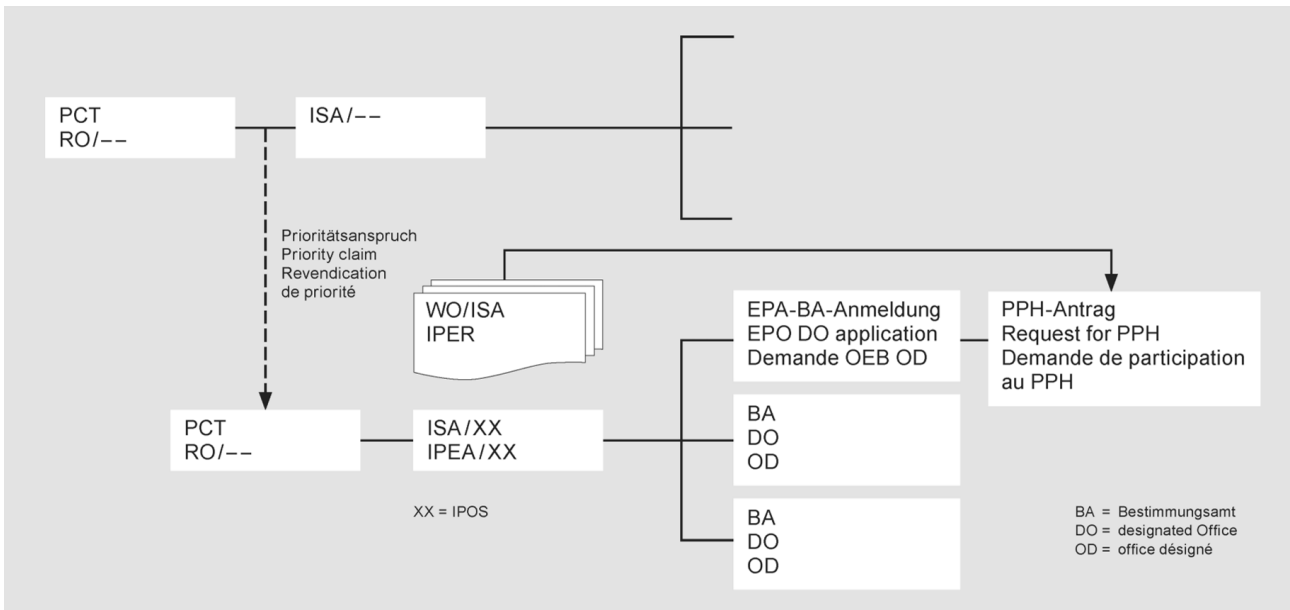 PCT
RO/––
ISA/––
Prioritätsanspruch
Priority claim
Revendication
de priorité
WO/ISA
IPER
EPA-BA-Anmeldung
EPO DO application
Demande OEB OD
PPH-Antrag
Request for PPH
Demande de participation
au PPH
PCT
RO/––
ISA/XX
IPEA/XX
BA
DO
OD
XX = IPOS
BA
DO
OD
BA = Bestimmungsamt
DO = designated Office
OD = office désigné